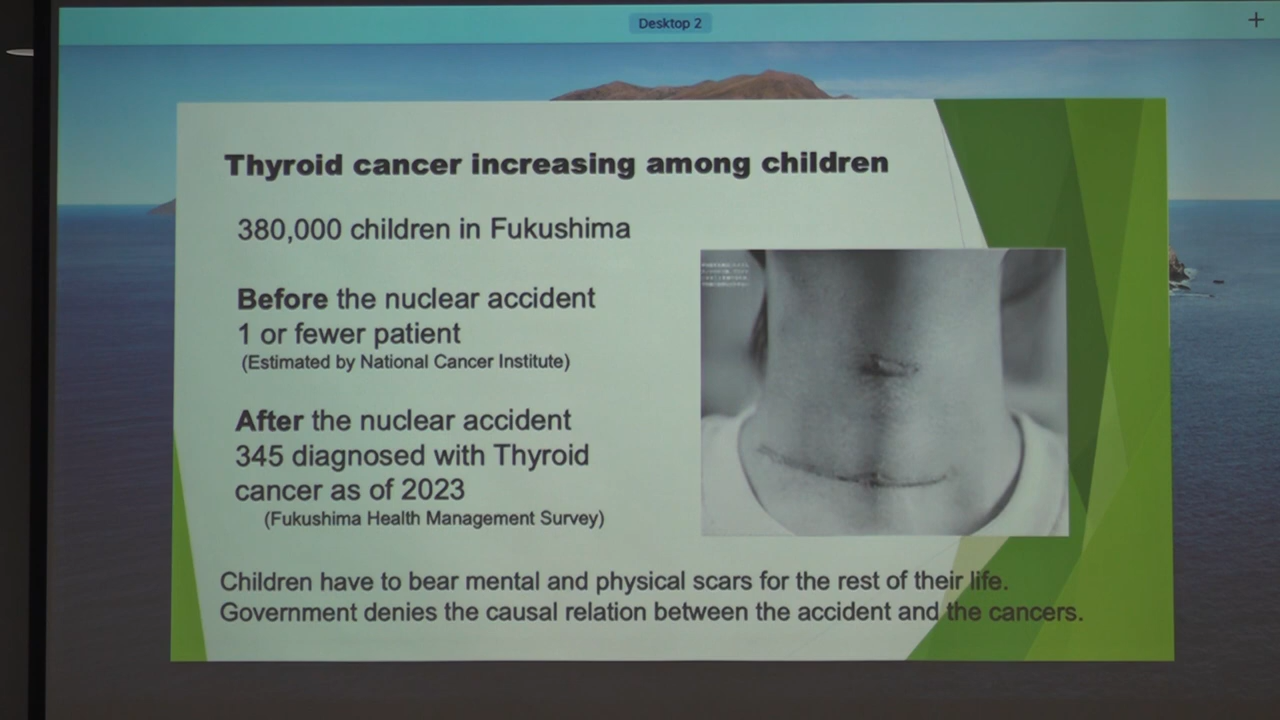 Desktop 2
Thyroid cancer increasing among children
380,000 children in Fukushima
Before the nuclear accident
1 or fewer patient
(Estimated by National Cancer Institute)
After the nuclear accident
345 diagnosed with Thyroid
cancer as of 2023
(Fukushima Health Management Survey)
Children have to bear mental and physical scars for the rest of their life.
Government denies the causal relation between the accident and the cancers.